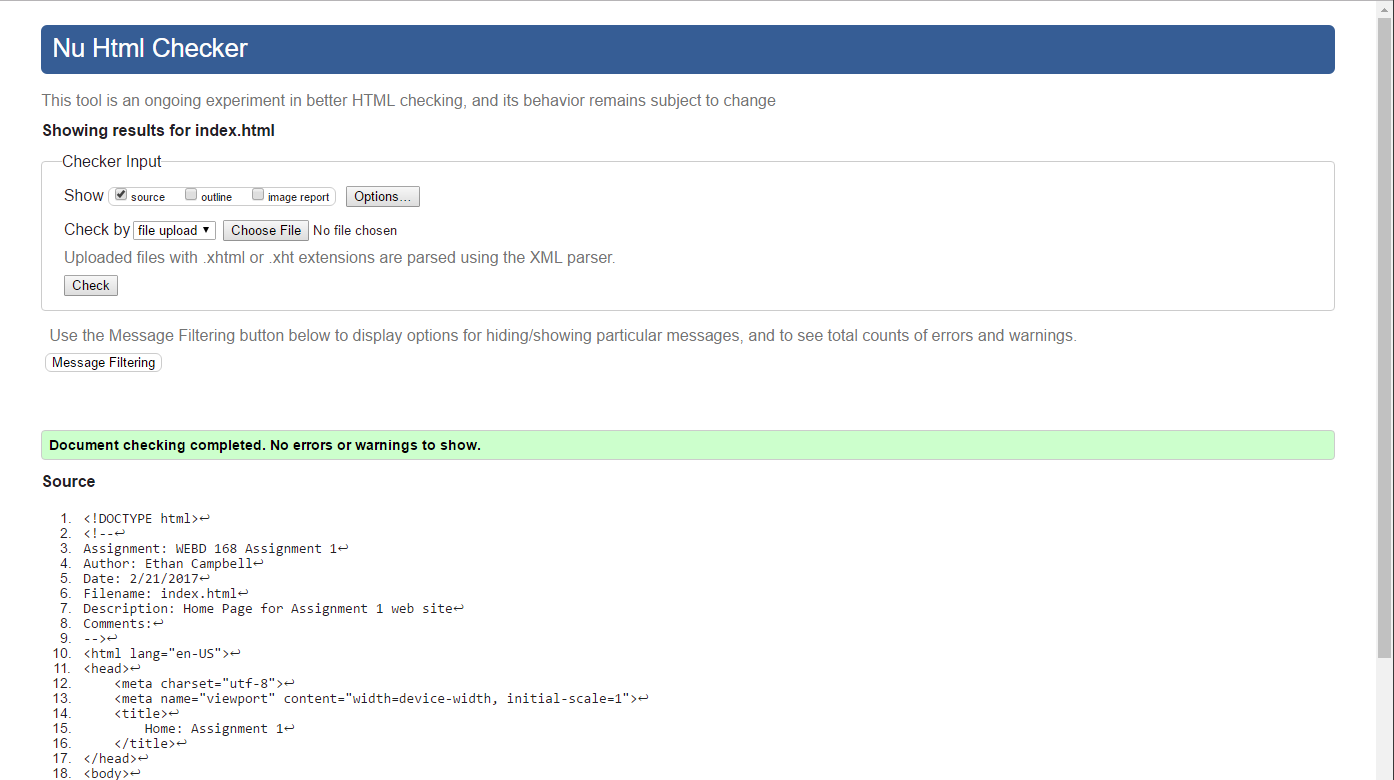 Nu Html Checker
This tool is an ongoing experiment in better HTML checking, and its behavior remains subject to change
Showing results for index.html
Checker Input
Show source outline image report Options...
Check by file upload ▼ Choose File No file chosen
Uploaded files with .xhtml or .xht extensions are parsed using the XML parser.
Check
Use the Message Filtering button below to display options for hiding/showing particular messages, and to see total counts of errors and warnings.
Message Filtering
Document checking completed. No errors or warnings to show.
Source
1. <!DOCTYPE html>↩
2. <!--↩
3. Assignment: WEBD 168 Assignment 1↩
4. Author: Ethan Campbell↩
5. Date: 2/21/2017↩
6. Filename: index.html↩
7. Description: Home Page for Assignment 1 web site↩
8. Comments:↩
9. -->↩
10. <html lang="en-US">↩
11. <head>↩
12.     <meta charset="utf-8">↩
13.     <meta name="viewport" content="width=device-width, initial-scale=1">↩
14.     <title>↩
15.         Home: Assignment 1↩
16.     </title>↩
17. </head>↩
18. <body>↩